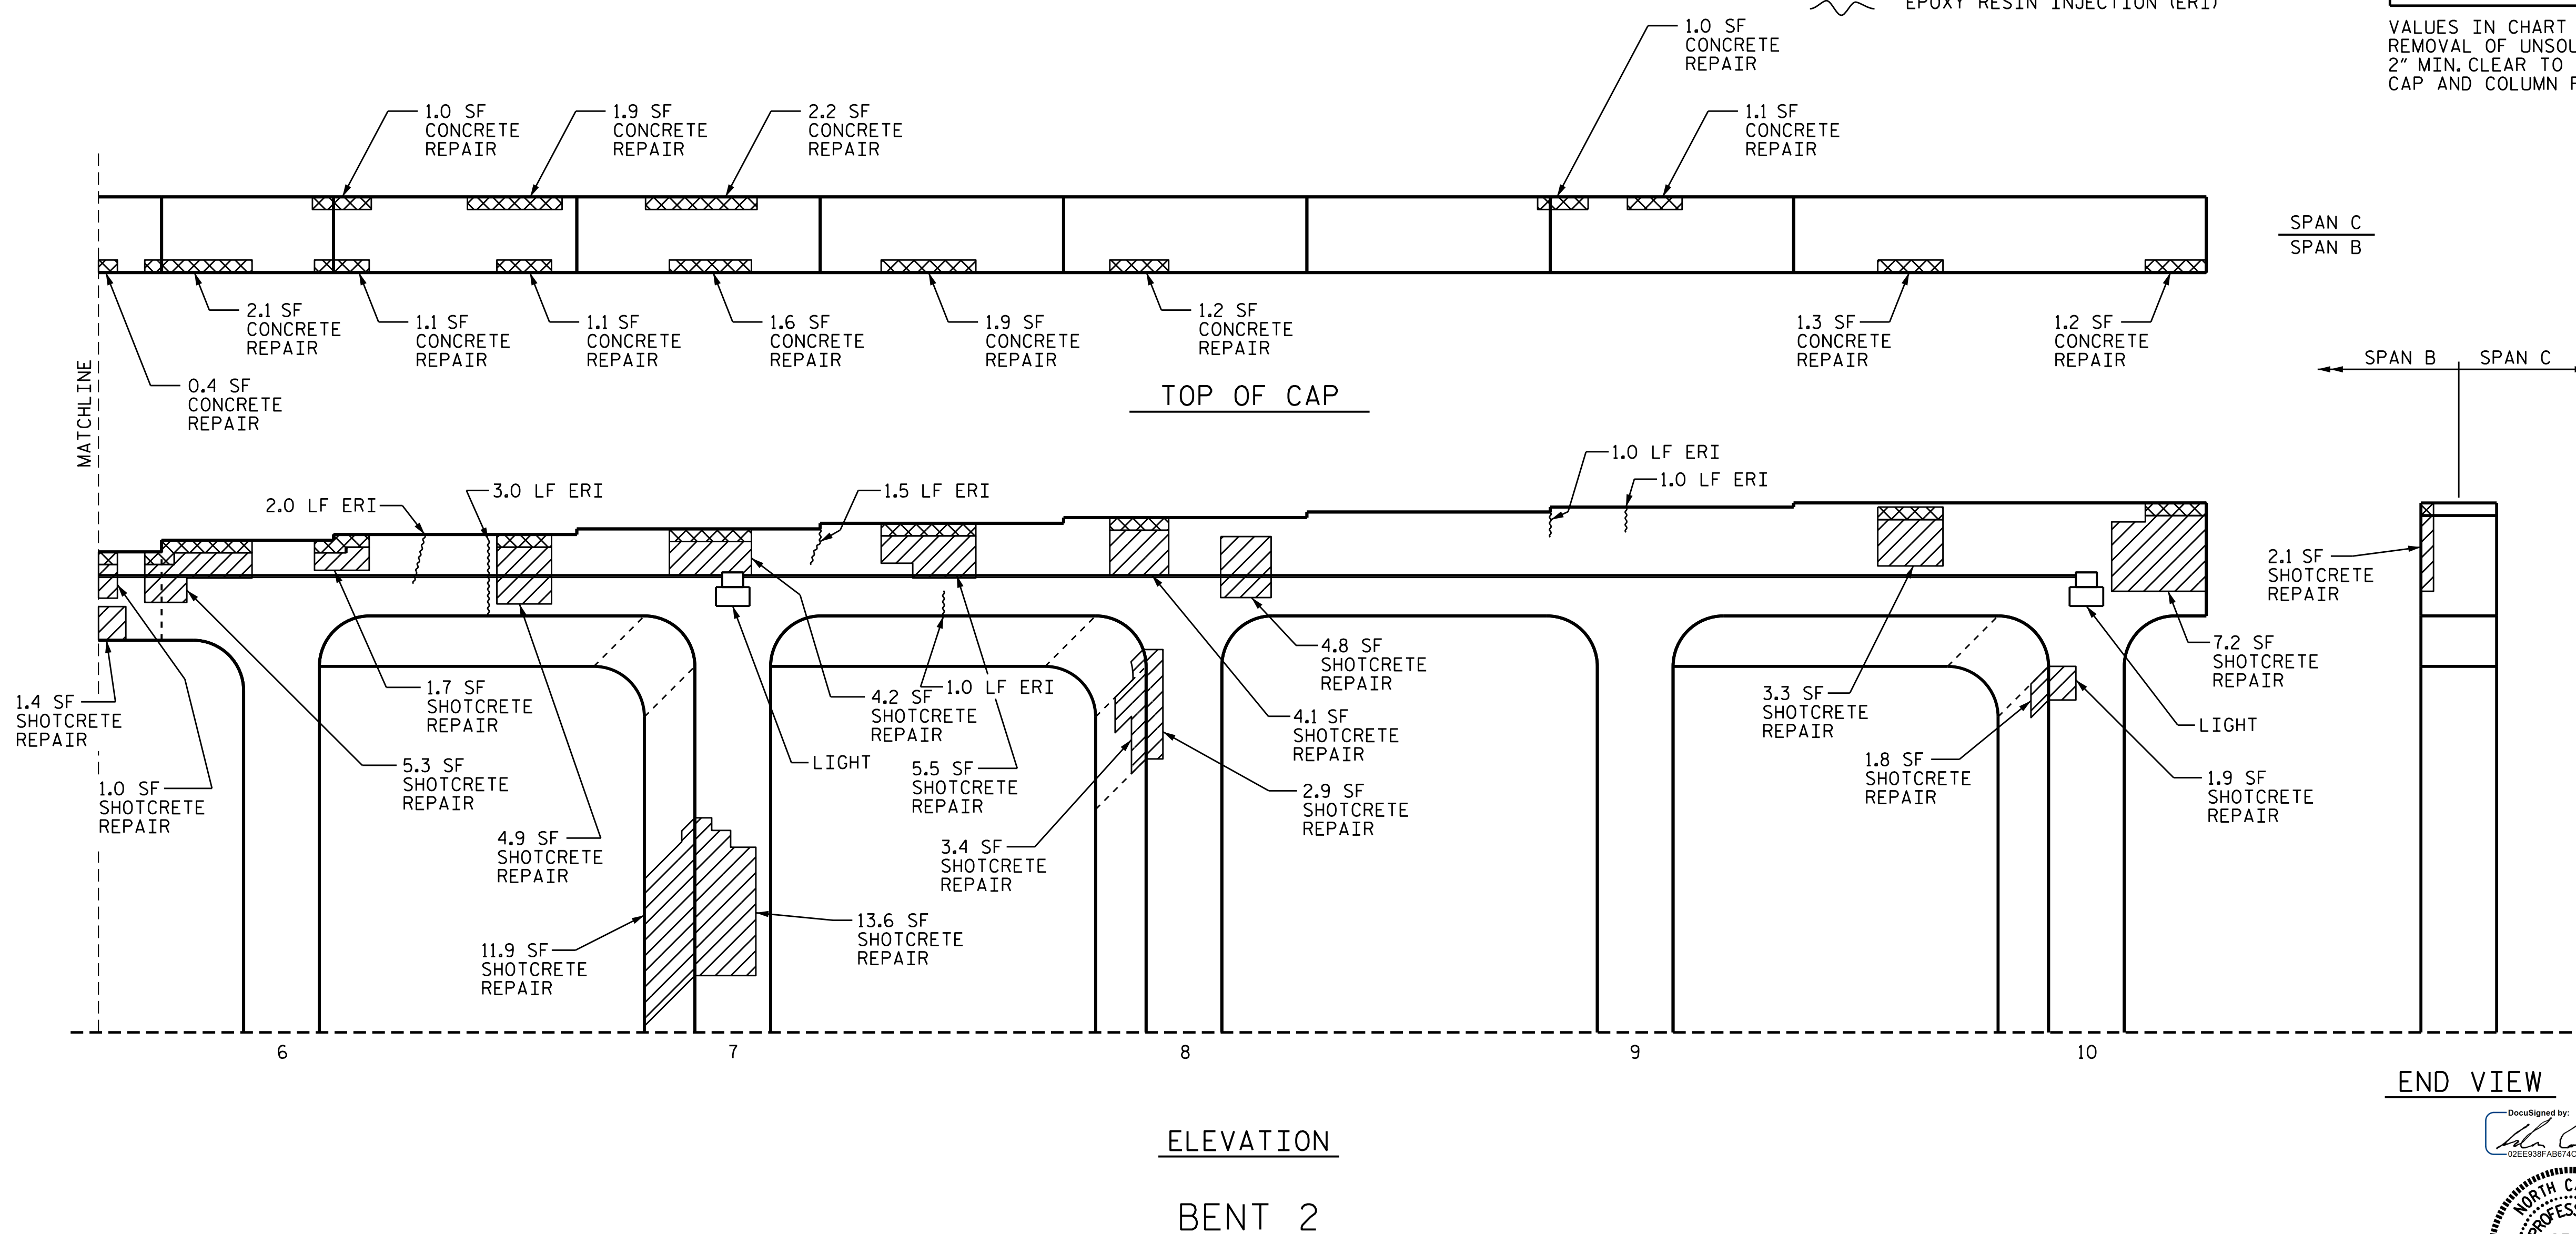 EPOXY RESIN INJECTION (ERI)
VALUES IN CHART
REMOVAL OF
2" MIN. CLEAR TO
CAP AND COLUMN
1.0 SF
CONCRETE
REPAIR
1.0 SF
CONCRETE
REPAIR
1.9 SF
CONCRETE
REPAIR
2.2 SF
CONCRETE
REPAIR
1.1 SF
CONCRETE
REPAIR
SPAN C
SPAN B
2.1 SF
CONCRETE
REPAIR
1.1 SF
CONCRETE
REPAIR
1.1 SF
CONCRETE
REPAIR
1.6 SF
CONCRETE
REPAIR
1.9 SF
CONCRETE
REPAIR
1.2 SF
CONCRETE
REPAIR
1.3 SF
CONCRETE
REPAIR
1.2 SF
CONCRETE
REPAIR
0.4 SF
CONCRETE
REPAIR
MATCHLINE
TOP OF CAP
SPAN B
SPAN C
2.0 LF ERI
3.0 LF ERI
1.5 LF ERI
1.0 LF ERI
1.0 LF ERI
2.1 SF
SHOTCRETE
REPAIR
1.4 SF
SHOTCRETE
REPAIR
1.0 SF
SHOTCRETE
REPAIR
5.3 SF
SHOTCRETE
REPAIR
1.7 SF
SHOTCRETE
REPAIR
4.9 SF
SHOTCRETE
REPAIR
11.9 SF
SHOTCRETE
REPAIR
13.6 SF
SHOTCRETE
REPAIR
LIGHT
4.2 SF
SHOTCRETE
REPAIR
1.0 LF ERI
5.5 SF
SHOTCRETE
REPAIR
3.4 SF
SHOTCRETE
REPAIR
2.9 SF
SHOTCRETE
REPAIR
4.1 SF
SHOTCRETE
REPAIR
4.8 SF
SHOTCRETE
REPAIR
3.3 SF
SHOTCRETE
REPAIR
1.8 SF
SHOTCRETE
REPAIR
1.9 SF
SHOTCRETE
REPAIR
LIGHT
7.2 SF
SHOTCRETE
REPAIR
6
7
8
9
10
END VIEW
ELEVATION
BENT 2
DocuSigned by:
02EE938FAB674C
NORTH